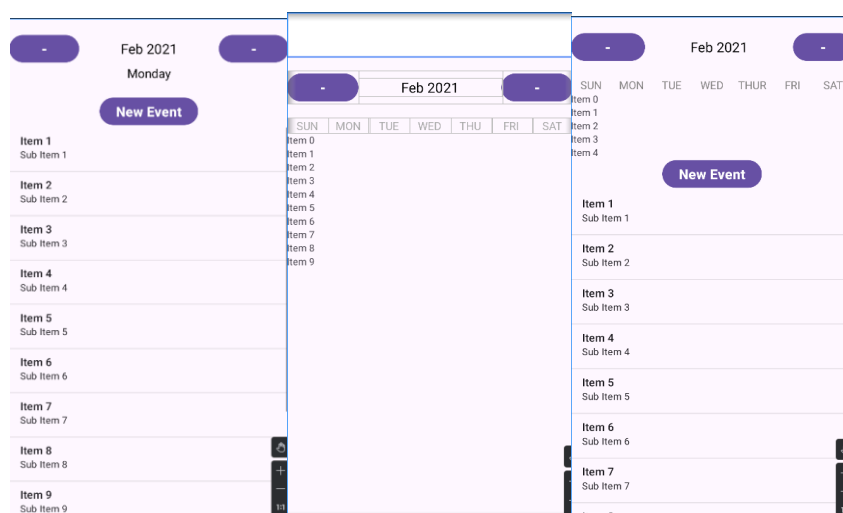 - Feb 2021 -
Monday
New Event
Item 1
Sub Item 1
Item 2
Sub Item 2
Item 3
Sub Item 3
Item 4
Sub Item 4
Item 5
Sub Item 5
Item 6
Sub Item 6
Item 7
Sub Item 7
Item 8
Sub Item 8
Item 9
Sub Item 9
1:1
- Feb 2021 -
SUN MON TUE WED THU FRI SAT
Item 0
Item 1
Item 2
Item 3
Item 4
Item 5
Item 6
Item 7
Item 8
Item 9
- Feb 2021 -
SUN MON TUE WED THUR FRI SAT
Item 0
Item 1
Item 2
Item 3
Item 4
New Event
Item 1
Sub Item 1
Item 2
Sub Item 2
Item 3
Sub Item 3
Item 4
Sub Item 4
Item 5
Sub Item 5
Item 6
Sub Item 6
Item 7
Sub Item 7